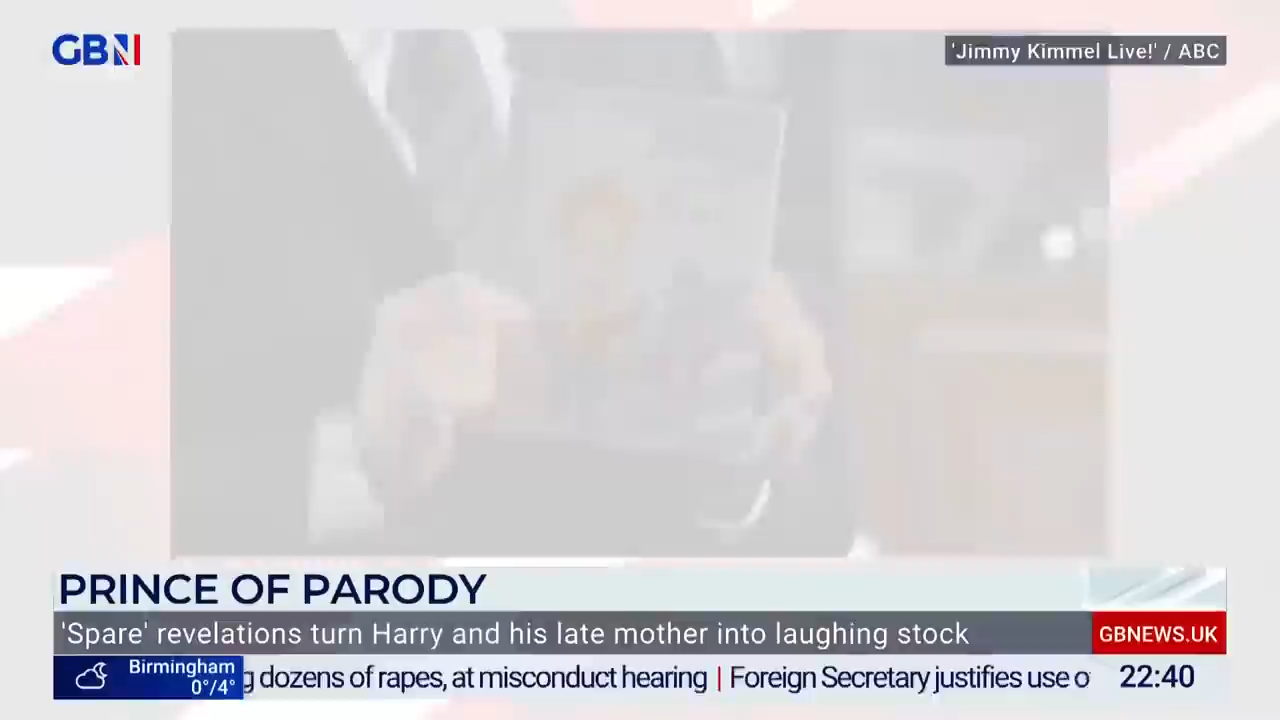 GBN
'Jimmy Kimmel Live!' / ABC
PRINCE OF PARODY
'Spare' revelations turn Harry and his late mother into laughing stock
GBNEWS.UK
Birmingham
0°/4°
g dozens of rapes, at misconduct hearing | Foreign Secretary justifies use o
22:40